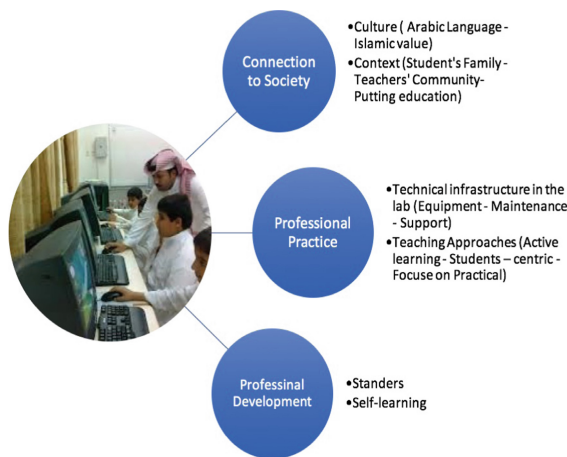 Connection
to Society
•Culture ( Arabic Language -
Islamic value)
•Context (Student's Family -
Teachers' Community-
Putting education)
Professional
Practice
•Technical infrastructure in the
lab (Equipment - Maintenance
- Support)
•Teaching Approaches (Active
learning - Students – centric -
Focuse on Practical)
Professinal
Development
•Standers
•Self-learning